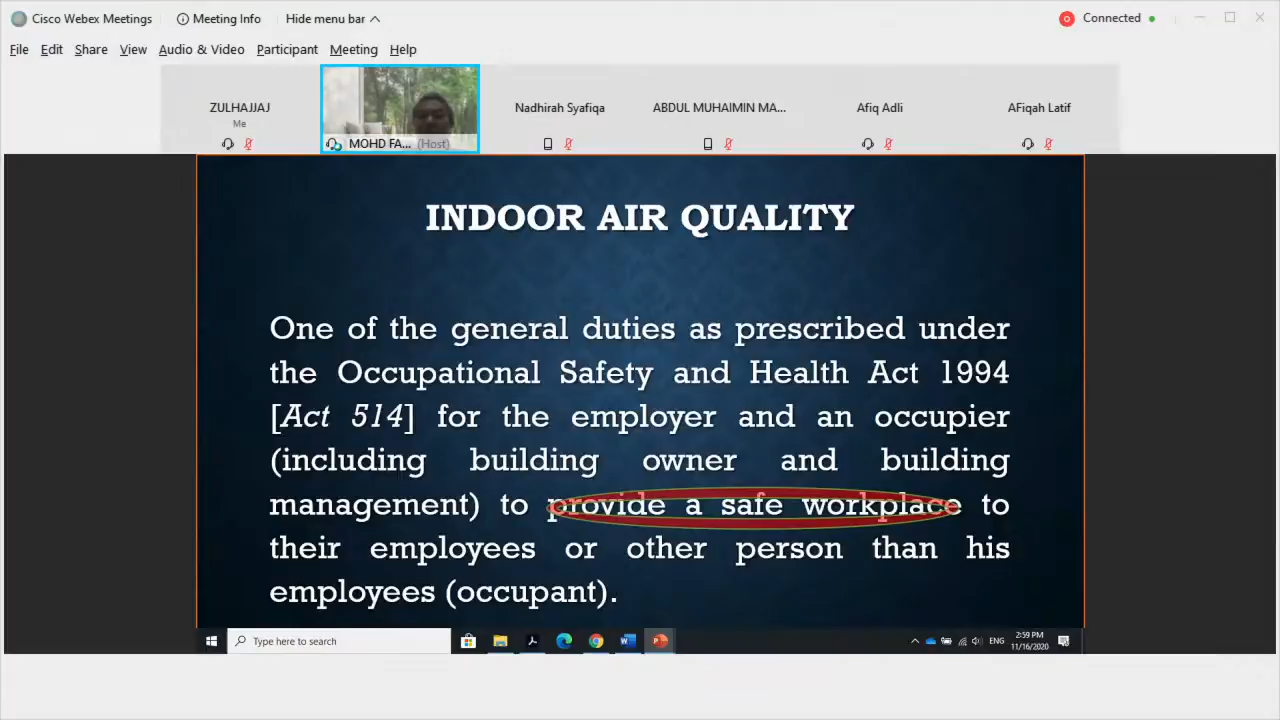 Cisco Webex Meetings Meeting Info Hide menu bar Connected
File Edit Share View Audio & Video Participant Meeting Help
ZULHAJJAJ
Me
MOHD FA... (Host)
Nadhirah Syafiqa
ABDUL MUHAIMIN MA...
Afiq Adli
AFiqah Latif
INDOOR AIR QUALITY
One of the general duties as prescribed under
the Occupational Safety and Health Act 1994
[Act 514] for the employer and an occupier
(including building owner and building
management) to provide a safe workplace to
their employees or other person than his
employees (occupant).
Type here to search
ENG
2:59 PM
11/16/2020